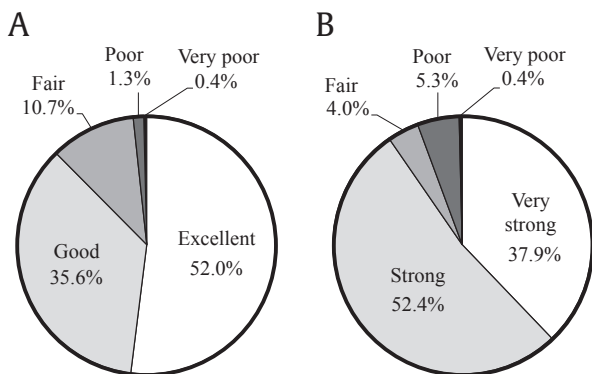 A
Poor
1.3%
Very poor
0.4%
Fair
10.7%
Good
35.6%
Excellent
52.0%
B
Poor
5.3%
Very poor
0.4%
Fair
4.0%
Very
strong
37.9%
Strong
52.4%